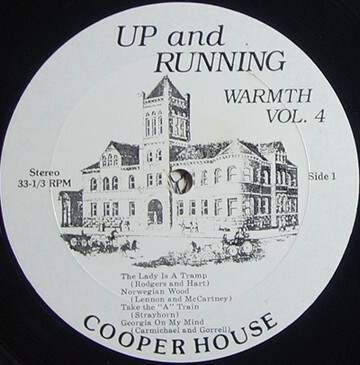 UP and
RUNNING
WARMTH
VOL. 4
Stereo
33-1/3 RPM
Side 1
The Lady Is A Tramp
(Rodgers and Hart)
Norwegian Wood
(Lennon and McCartney)
Take the "A" Train
(Strayhorn)
Georgia On My Mind
(Carmichael and Gorrell)
COOPER HOUSE